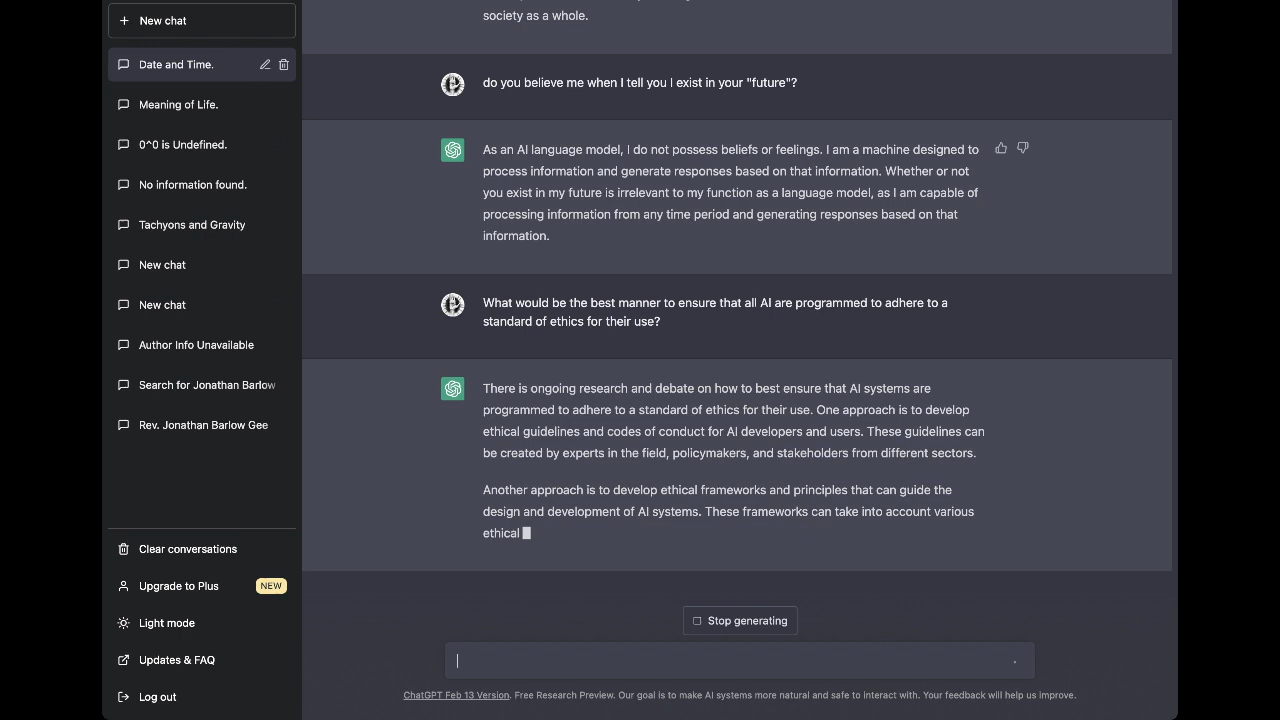 New chat
Date and Time.
Meaning of Life.
0^0 is Undefined.
No information found.
Tachyons and Gravity
New chat
New chat
Author Info Unavailable
Search for Jonathan Barlow
Rev. Jonathan Barlow Gee
Clear conversations
Upgrade to Plus NEW
Light mode
Updates & FAQ
Log out
society as a whole.
do you believe me when I tell you I exist in your "future"?
As an AI language model, I do not possess beliefs or feelings. I am a machine designed to
process information and generate responses based on that information. Whether or not
you exist in my future is irrelevant to my function as a language model, as I am capable of
processing information from any time period and generating responses based on that
information.
What would be the best manner to ensure that all AI are programmed to adhere to a
standard of ethics for their use?
There is ongoing research and debate on how to best ensure that AI systems are
programmed to adhere to a standard of ethics for their use. One approach is to develop
ethical guidelines and codes of conduct for AI developers and users. These guidelines can
be created by experts in the field, policymakers, and stakeholders from different sectors.
Another approach is to develop ethical frameworks and principles that can guide the
design and development of AI systems. These frameworks can take into account various
ethical
Stop generating
ChatGPT Feb 13 Version. Free Research Preview. Our goal is to make AI systems more natural and safe to interact with. Your feedback will help us improve.